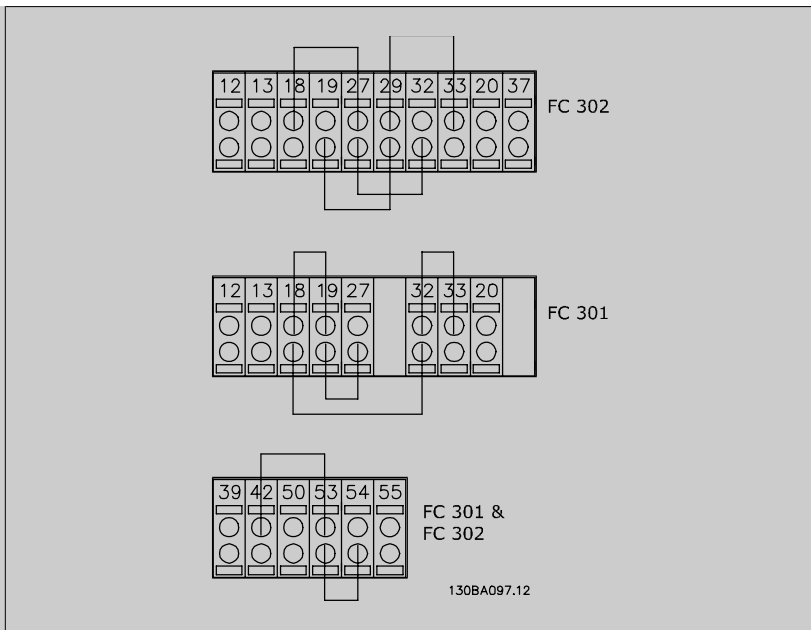 12 13 18 19 27 29 32 33 20 37
FC 302
12 13 18 19 27 32 33 20
FC 301
39 42 50 53 54 55
FC 301 &
FC 302
130BA097.12